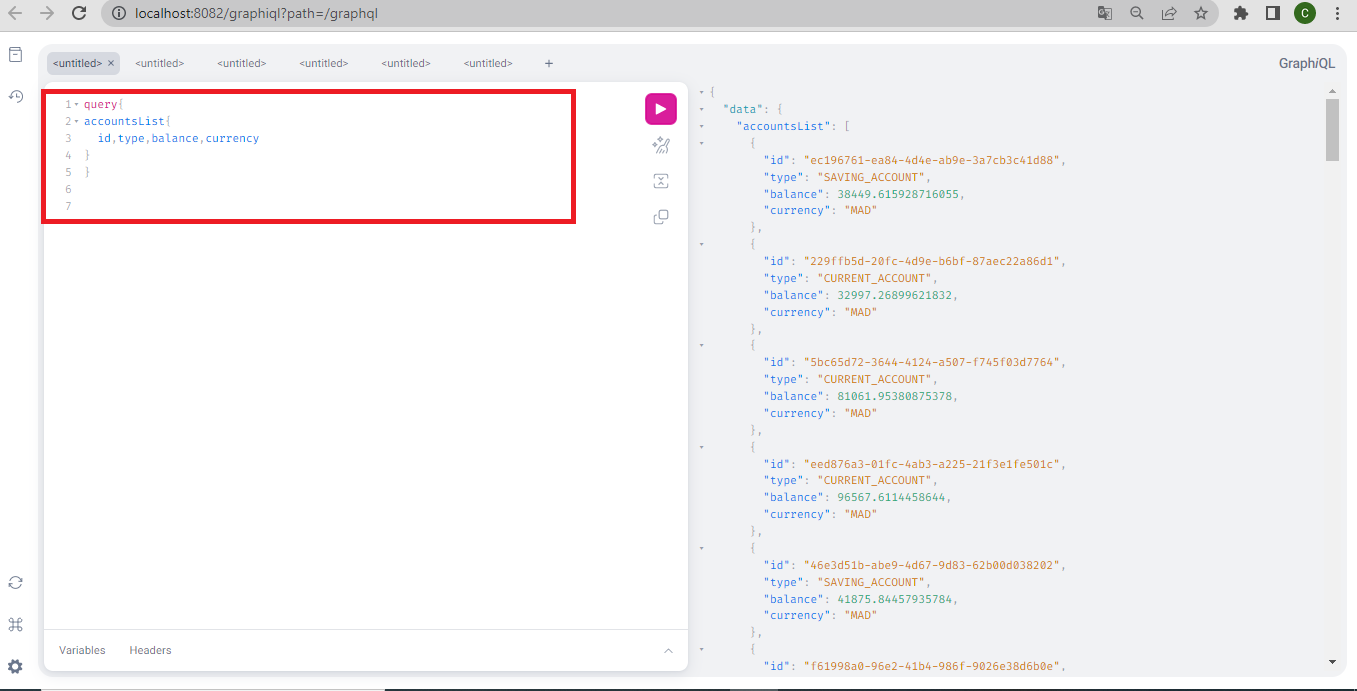 localhost:8082/graphiql?path=/graphql
C
<untitled> × <untitled> <untitled> <untitled> <untitled> <untitled> +
GraphiQL
1 query{
2 accountsList{
3 id,type,balance,currency
4 }
5 }
6
7
{
"data": {
"accountsList": [
{
"id": "ec196761-ea84-4d4e-ab9e-3a7cb3c41d88",
"type": "SAVING_ACCOUNT",
"balance": 38449.615928716055,
"currency": "MAD"
},
{
"id": "229ffb5d-20fc-4d9e-b6bf-87aec22a86d1",
"type": "CURRENT_ACCOUNT",
"balance": 32997.26899621832,
"currency": "MAD"
},
{
"id": "5bc65d72-3644-4124-a507-f745f03d7764",
"type": "CURRENT_ACCOUNT",
"balance": 81061.95380875378,
"currency": "MAD"
},
{
"id": "eed876a3-01fc-4ab3-a225-21f3e1fe501c",
"type": "CURRENT_ACCOUNT",
"balance": 96567.6114458644,
"currency": "MAD"
},
{
"id": "46e3d51b-abe9-4d67-9d83-62b00d038202",
"type": "SAVING_ACCOUNT",
"balance": 41875.84457935784,
"currency": "MAD"
},
{
"id": "f61998a0-96e2-41b4-986f-9026e38d6b0e",
Variables Headers